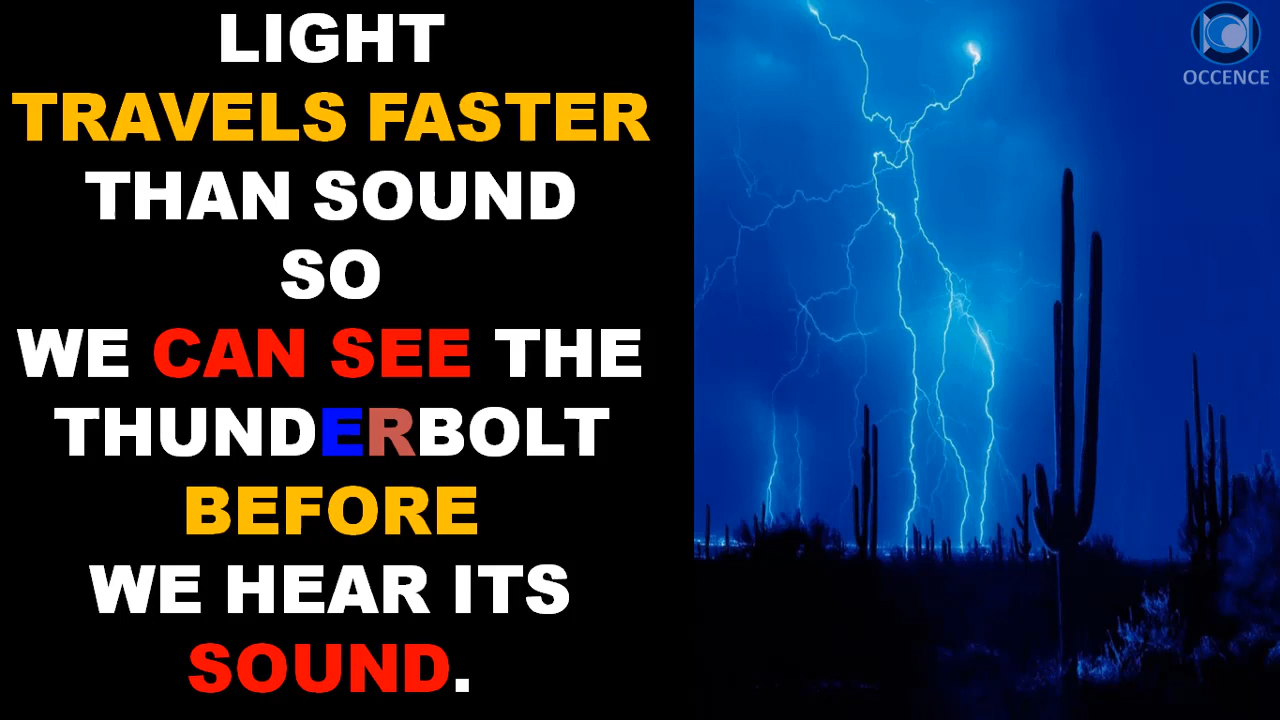 LIGHT
TRAVELS FASTER
THAN SOUND
SO
WE CAN SEE THE
THUNDERBOLT
BEFORE
WE HEAR ITS
SOUND.
OCCENCE